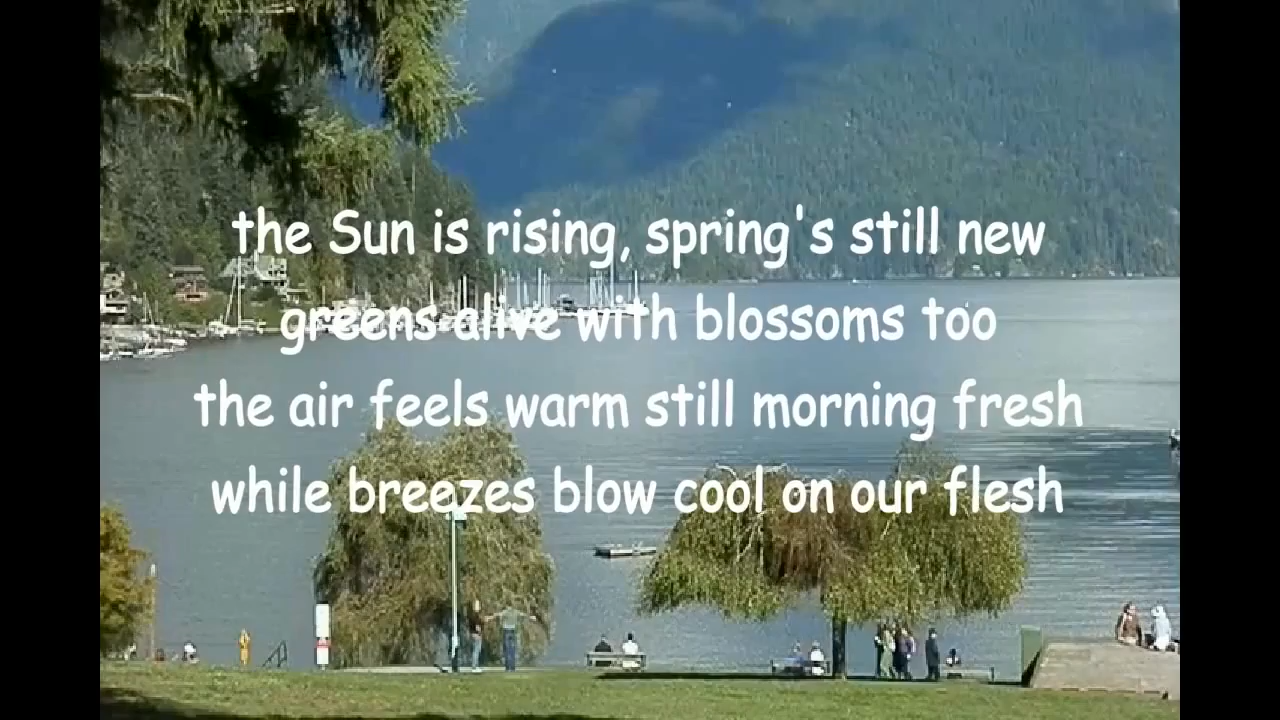 the Sun is rising, spring's still new
greens alive with blossoms too
the air feels warm still morning fresh
while breezes blow cool on our flesh